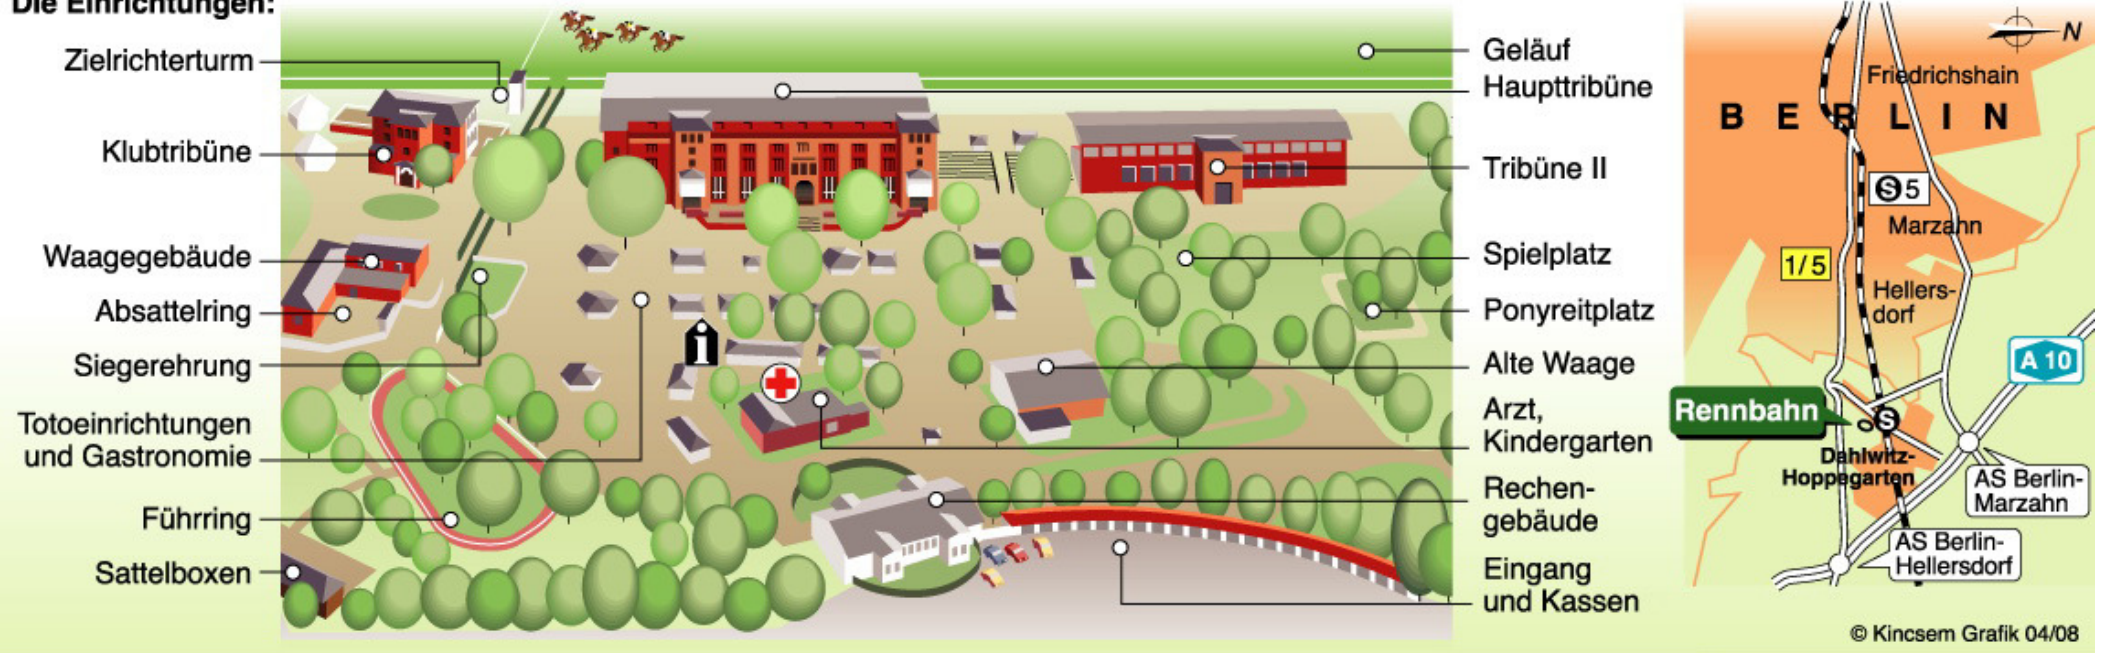 Die Einrichtungen:
Zielrichterturm
Klubtribüne
Waagegebäude
Absattelring
Siegerehrung
Totoeinrichtungen
und Gastronomie
Führring
Sattelboxen
i
Geläuf
Haupttribüne
Tribüne II
Spielplatz
Ponyreitplatz
Alte Waage
Arzt,
Kindergarten
Rechen-
gebäude
Eingang
und Kassen
N
Friedrichshain
BERLIN
S 5
Marzahn
1/5
Hellers-
dorf
A 10
Rennbahn
S
Dahlwitz-
Hoppegarten
AS Berlin-
Marzahn
AS Berlin-
Hellersdorf
© Kincsem Grafik 04/08